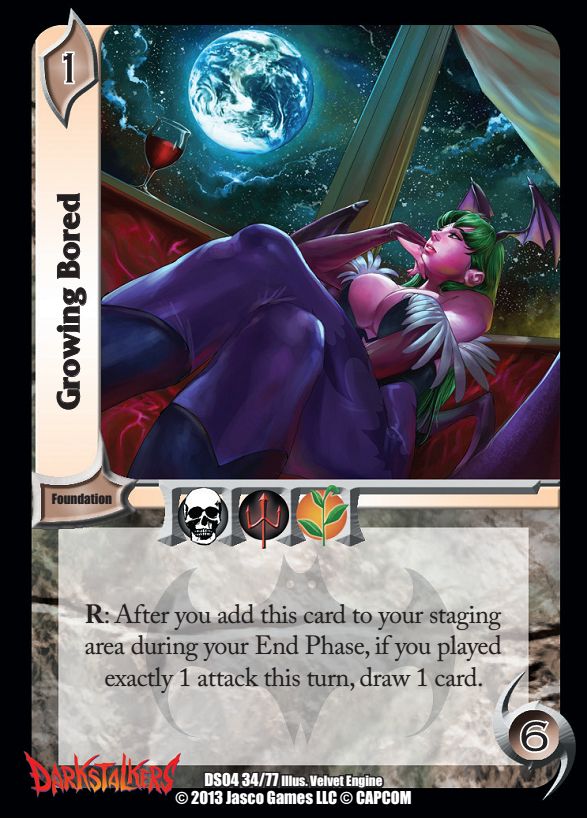 1
Growing Bored
Foundation
R: After you add this card to your staging
area during your End Phase, if you played
exactly 1 attack this turn, draw 1 card.
6
DARKSTALKERS
DS04 34/77 Illus. Velvet Engine
© 2013 Jasco Games LLC © CAPCOM